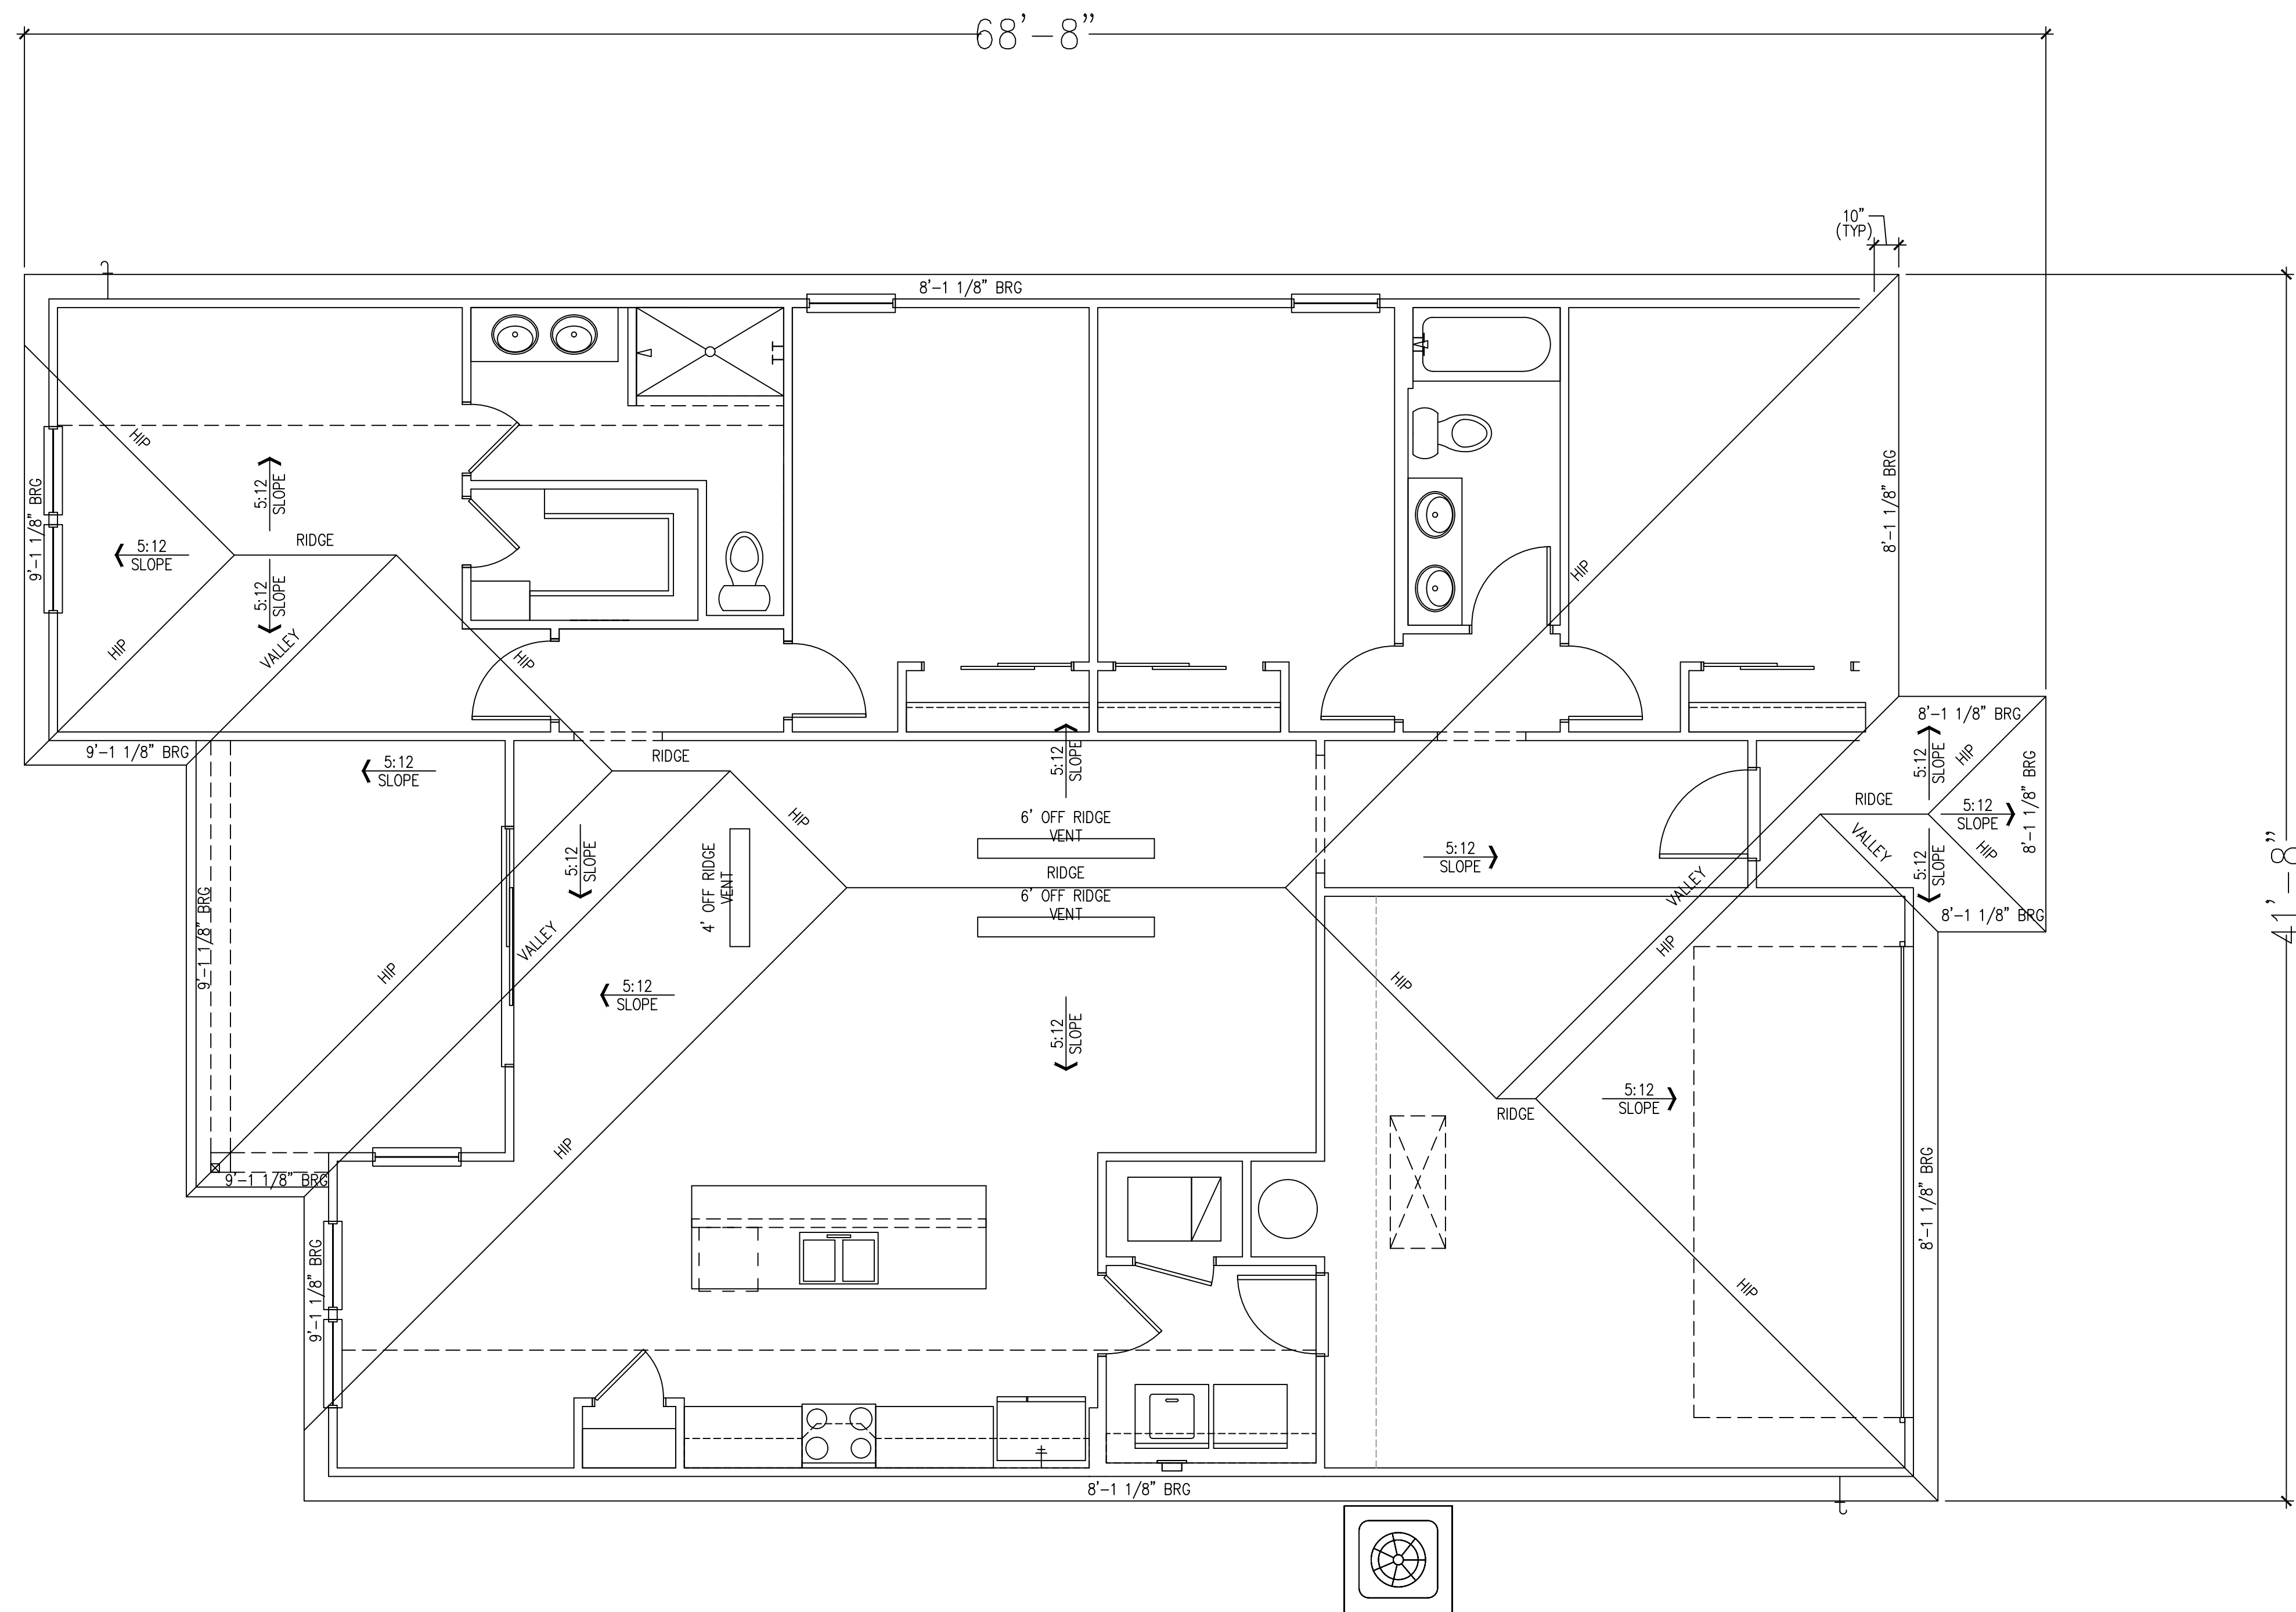 68'-8"
10"
(TYP)
8'-1 1/8" BRG
HIP
9'-1 1/8" BRG
5:12
SLOPE
5:12
SLOPE
RIDGE
5:12
SLOPE
HIP
VALLEY
HIP
9'-1 1/8" BRG
5:12
SLOPE
RIDGE
5:12
SLOPE
HIP
8'-1 1/8" BRG
8'-1 1/8" BRG
5:12
SLOPE
HIP
8'-1 1/8" BRG
RIDGE
5:12
SLOPE
VALLEY
HIP
5:12
SLOPE
8'-1 1/8" BRG
41'-8"
6' OFF RIDGE
VENT
RIDGE
6' OFF RIDGE
VENT
HIP
5:12
SLOPE
4' OFF RIDGE
VENT
5:12
SLOPE
VALLEY
HIP
9'-1 1/8" BRG
5:12
SLOPE
5:12
SLOPE
VALLEY
HIP
HIP
5:12
SLOPE
RIDGE
HIP
8'-1 1/8" BRG
HIP
9'-1 1/8" BRG
9'-1 1/8" BRG
8'-1 1/8" BRG